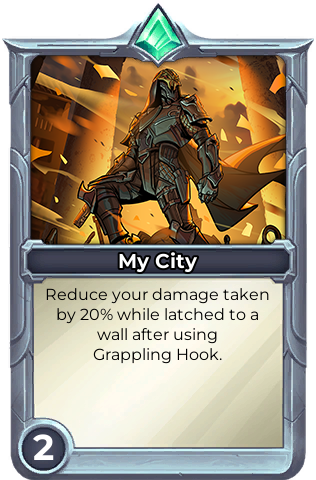 My City
Reduce your damage taken
by 20% while latched to a
wall after using
Grappling Hook.
2